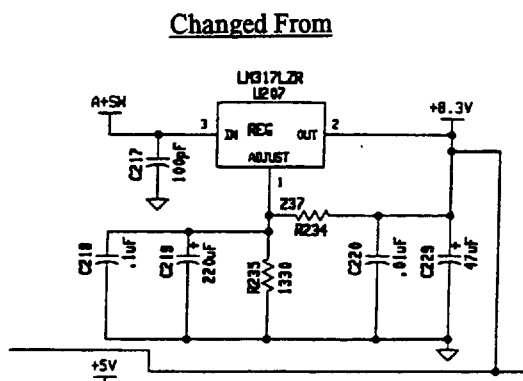 Changed From
LM317LZR
U207
A+SW
+8.3V
3
IN
REG
OUT
2
ADJUST
C217
100pF
1
237
R234
C218
.1uF
C219
+
220uF
R235
1330
C220
.01uF
C229
+
47uF
+5V